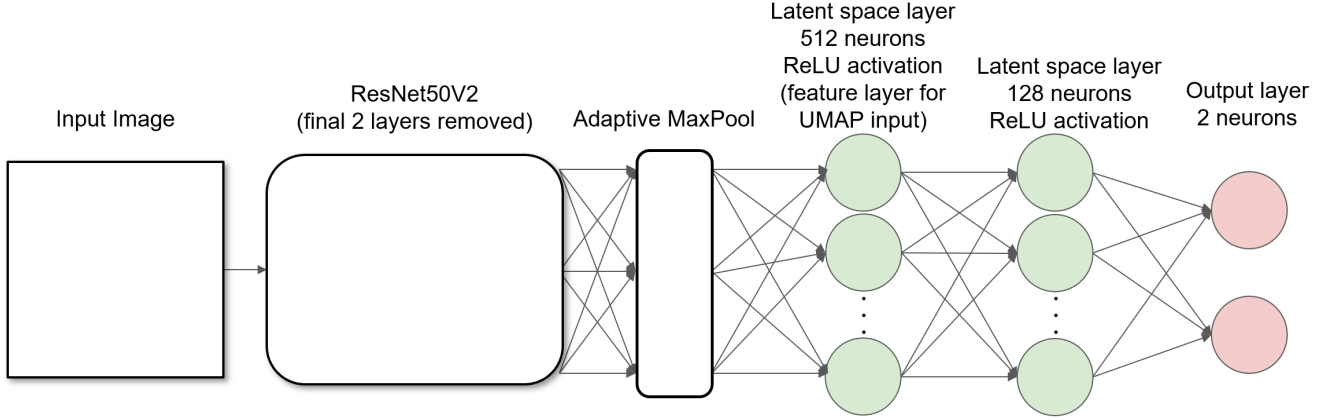 Input Image
ResNet50V2
(final 2 layers removed)
Adaptive MaxPool
Latent space layer
512 neurons
ReLU activation
(feature layer for
UMAP input)
Latent space layer
128 neurons
ReLU activation
Output layer
2 neurons